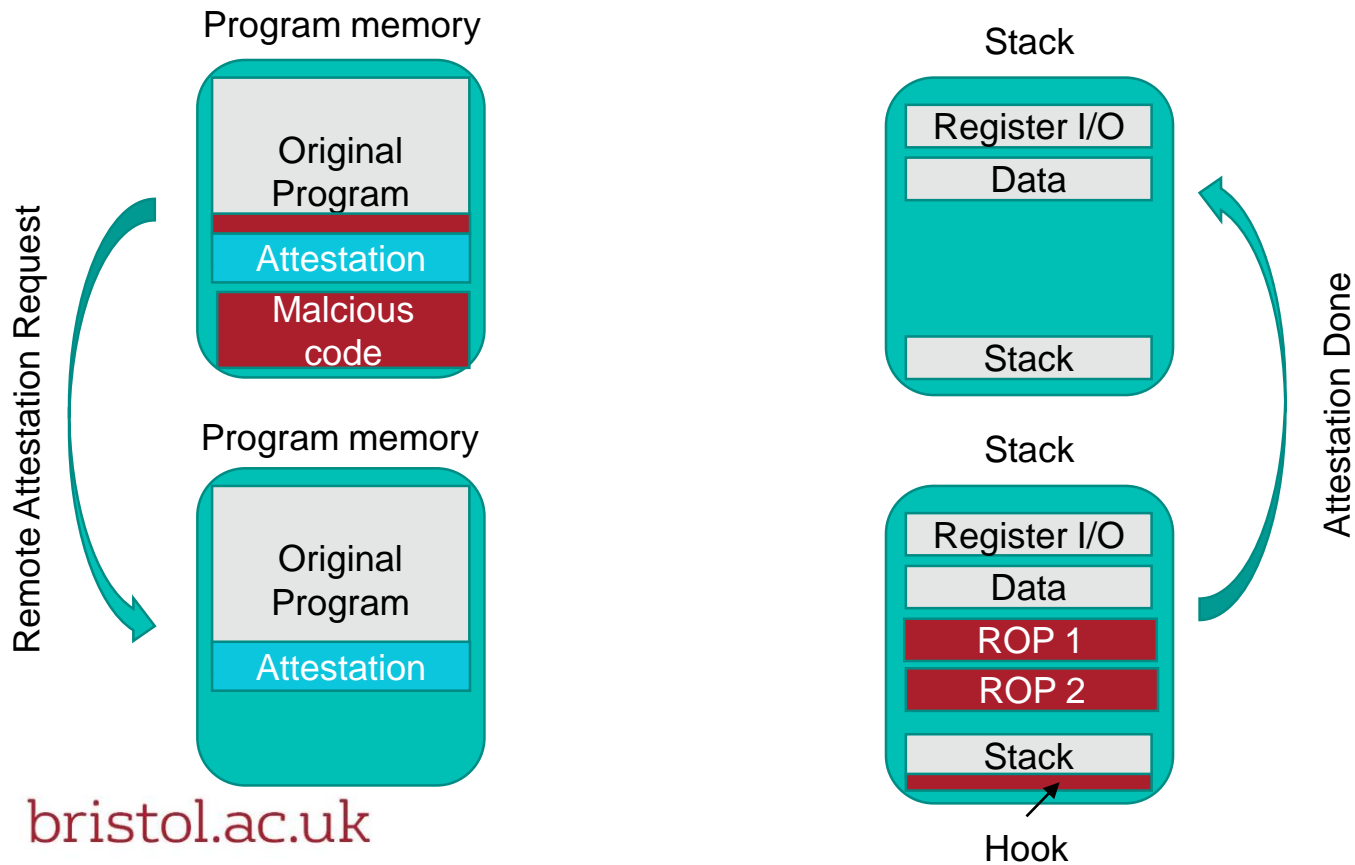 Program memory
Original
Program
Attestation
Malcious
code
Remote Attestation Request
Program memory
Original
Program
Attestation
Stack
Register I/O
Data
Stack
Attestation Done
Stack
Register I/O
Data
ROP 1
ROP 2
Stack
Hook
bristol.ac.uk